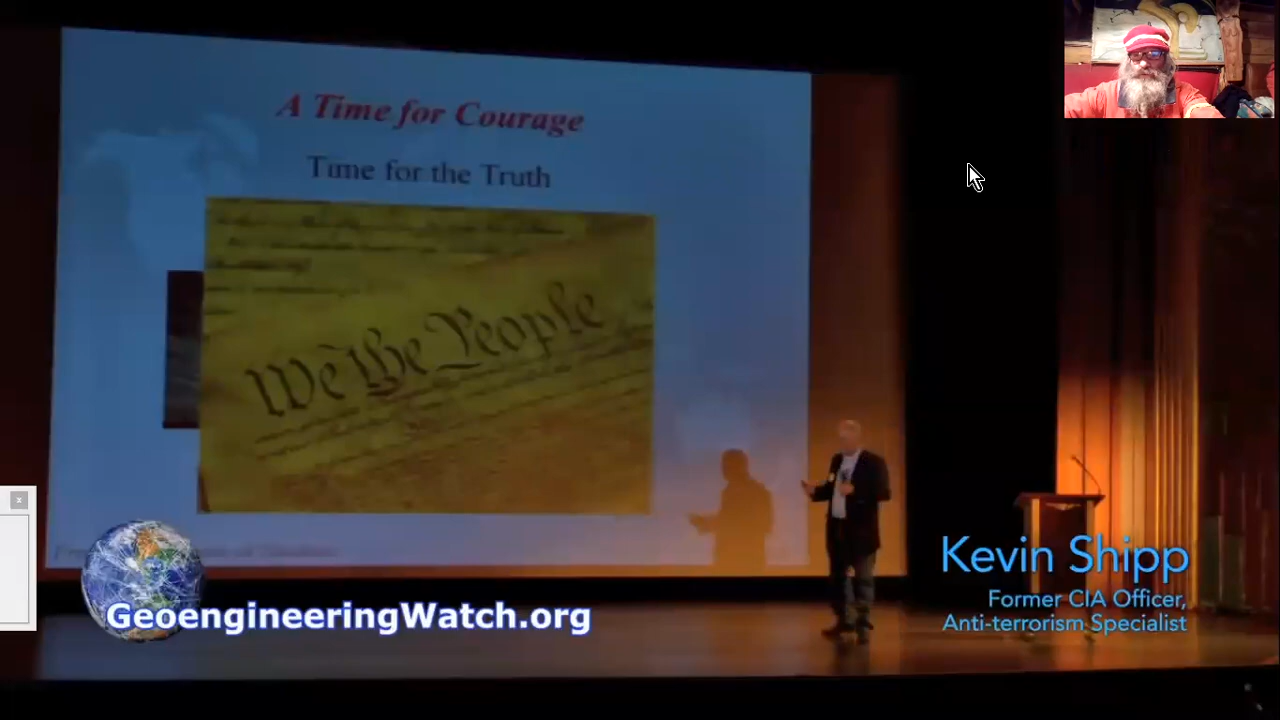 A Time for Courage
Time for the Truth
We the People
GeoengineeringWatch.org
Kevin Shipp
Former CIA Officer,
Anti-terrorism Specialist
x